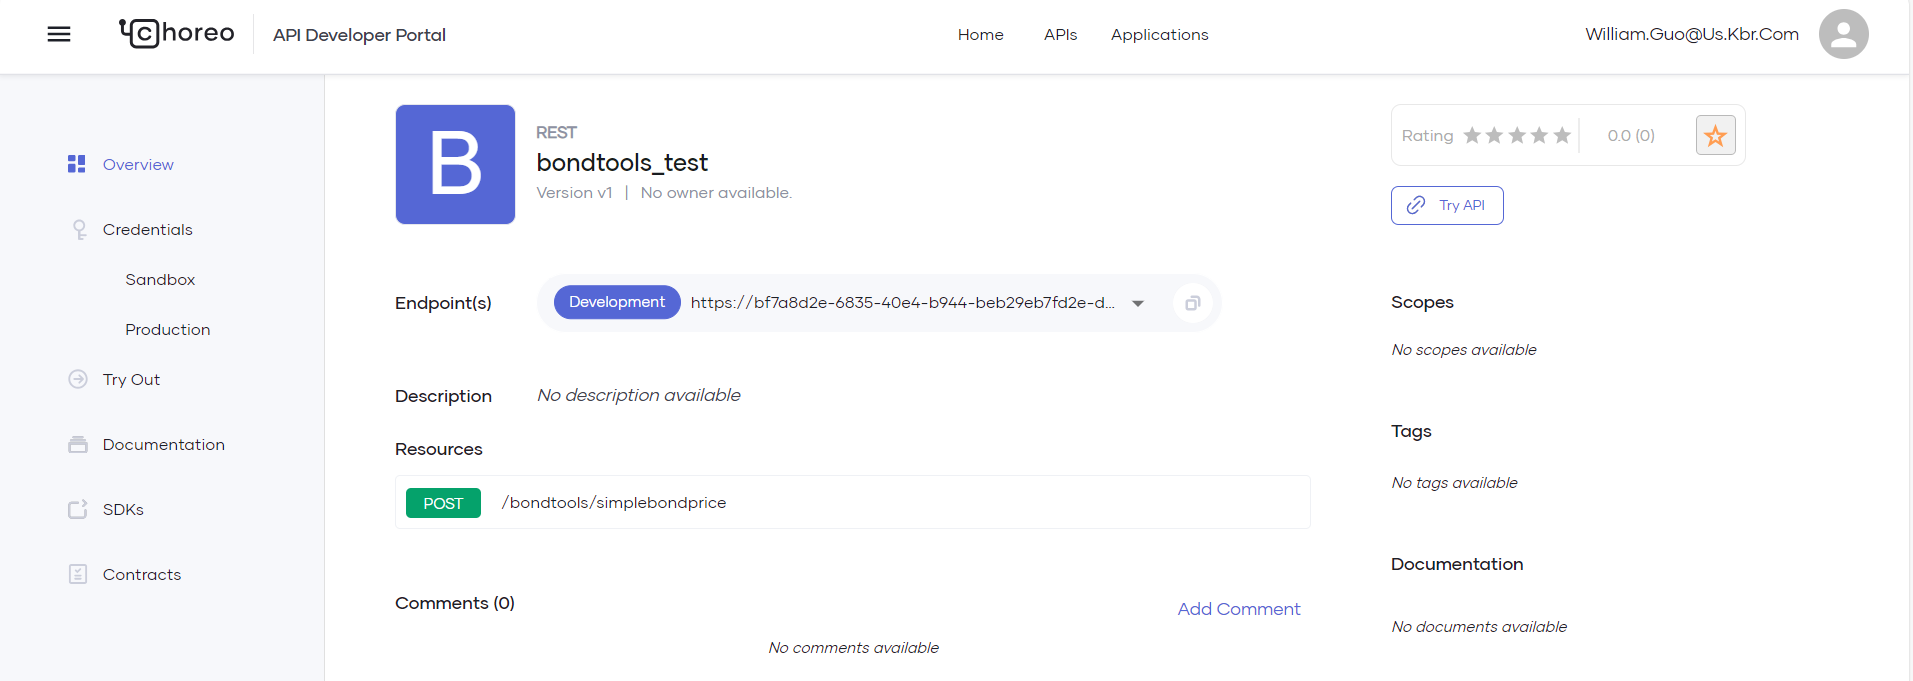 choreo API Developer Portal Home APIs Applications William.Guo@Us.Kbr.Com
Overview
Credentials
Sandbox
Production
Try Out
Documentation
SDKs
Contracts
B
REST
bondtools_test
Version v1 | No owner available.
Rating 0.0 (0)
Try API
Endpoint(s) Development https://bf7a8d2e-6835-40e4-b944-beb29eb7fd2e-d...
Description No description available
Resources
POST /bondtools/simplebondprice
Comments (0) Add Comment
No comments available
Scopes
No scopes available
Tags
No tags available
Documentation
No documents available